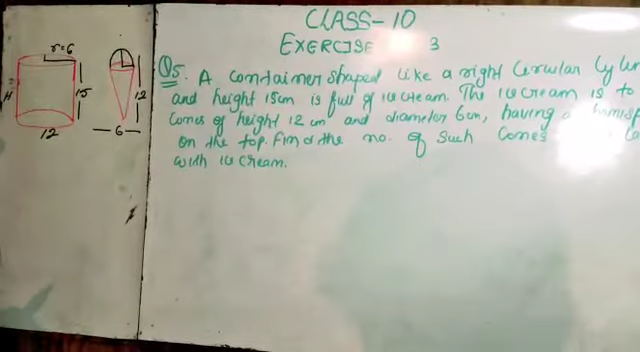 CLASS-10
EXERCISE 3
r=6
H
15
12
12
6
Q5. A container shaped like a right Circular Cylin
and height 15cm is full of ice cream. The ice cream is to
Cones of height 12 cm and diameter 6cm, having a hemisp
on the top. Find the no. of such Cones
with ice cream.